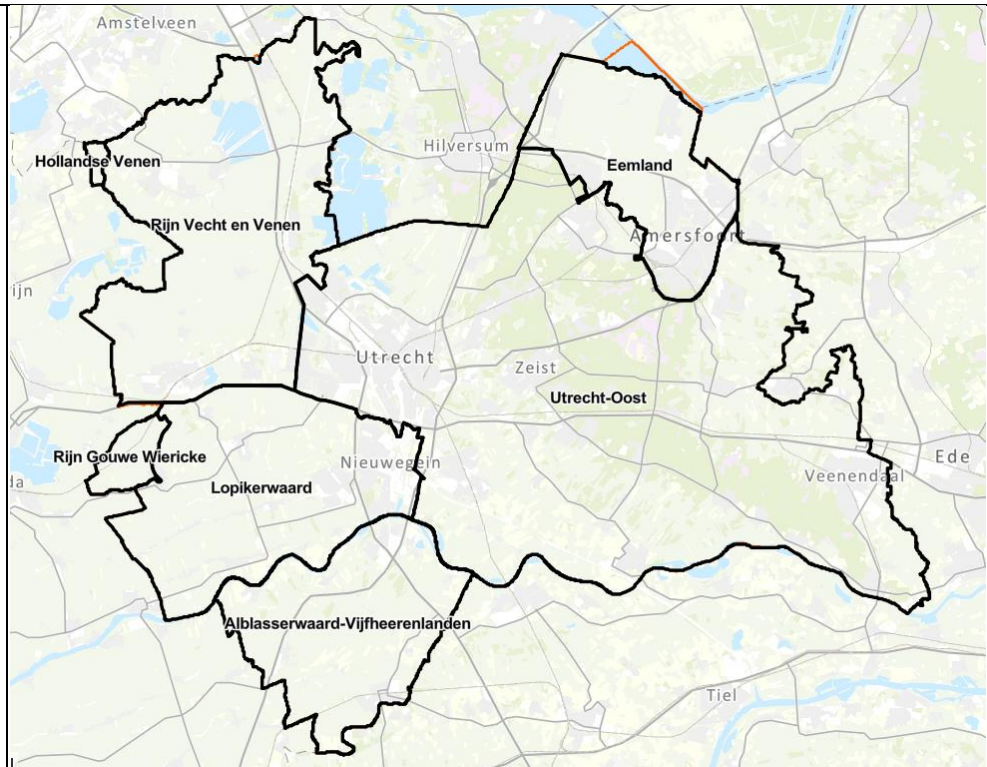 Amstelveen
Hilversum
Hollandse Venen
Eemland
Rijn Vecht en Venen
Amersfoort
ijn
Utrecht
Zeist
Utrecht-Oost
Rijn Gouwe Wiericke
Nieuwegein
Ede
da
Lopikerwaard
Veenendaal
Alblasserwaard-Vijfheerenlanden
Tiel